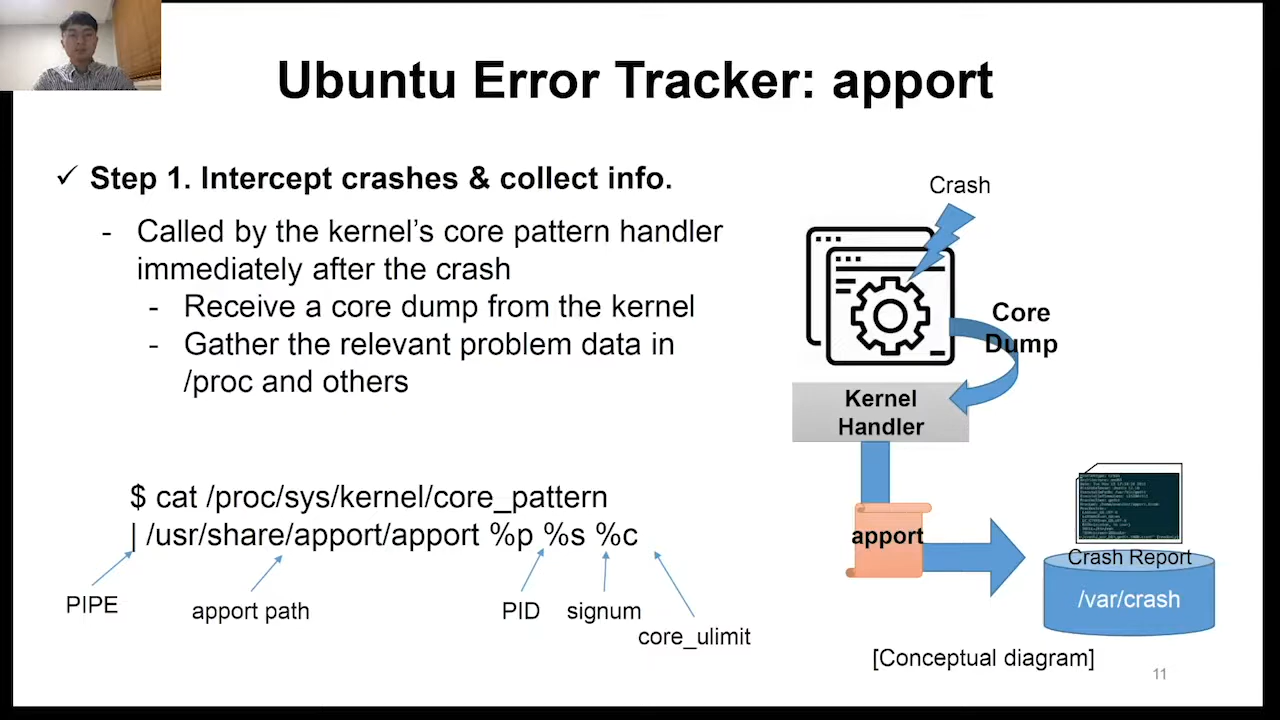 Ubuntu Error Tracker: apport
✓ Step 1. Intercept crashes & collect info.
- Called by the kernel's core pattern handler
immediately after the crash
- Receive a core dump from the kernel
- Gather the relevant problem data in
/proc and others
$ cat /proc/sys/kernel/core_pattern
| /usr/share/apport/apport %p %s %c
PIPE
apport path
PID
signum
core_ulimit
Crash
Core
Dump
Kernel
Handler
apport
Crash Report
/var/crash
[Conceptual diagram]
11